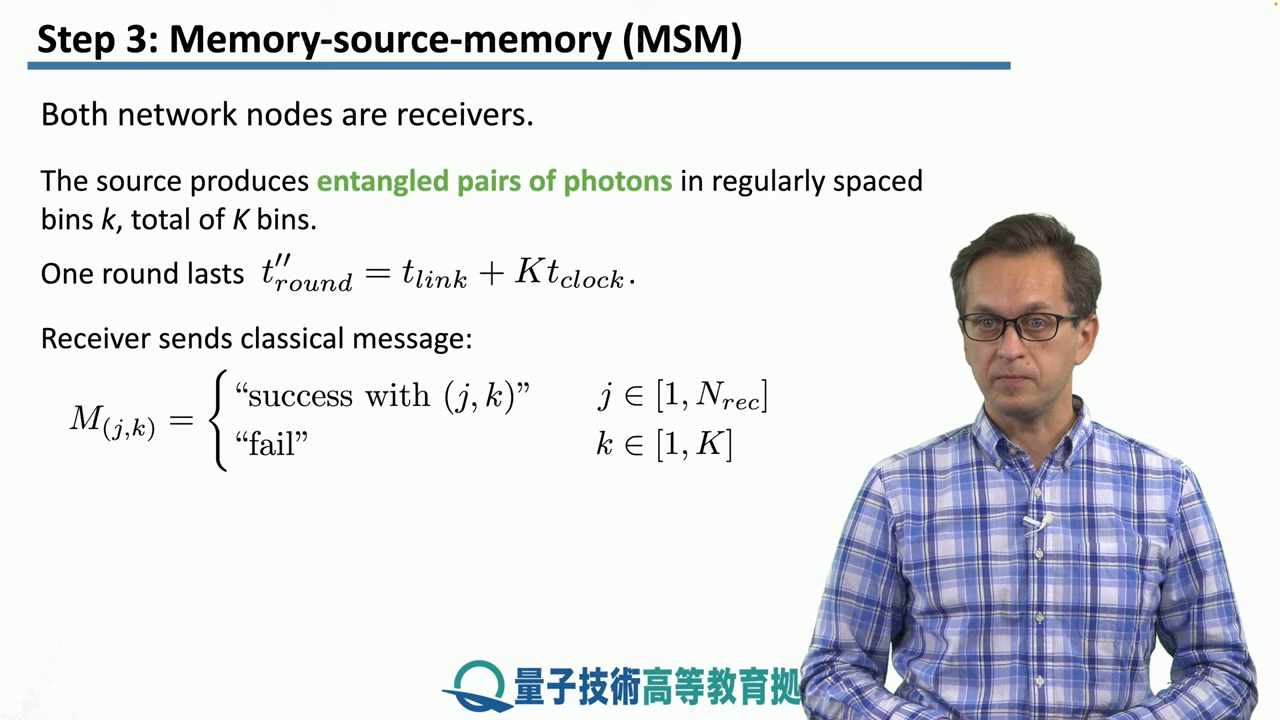 Step 3: Memory-source-memory (MSM)
Both network nodes are receivers.
The source produces entangled pairs of photons in regularly spaced
bins k, total of K bins.
One round lasts t''_{round} = t_{link} + Kt_{clock}.
Receiver sends classical message:
M_{(j,k)} = { “success with (j, k)” j ∈ [1, N_{rec}]
“fail” k ∈ [1, K]
量子技術高等教育拠